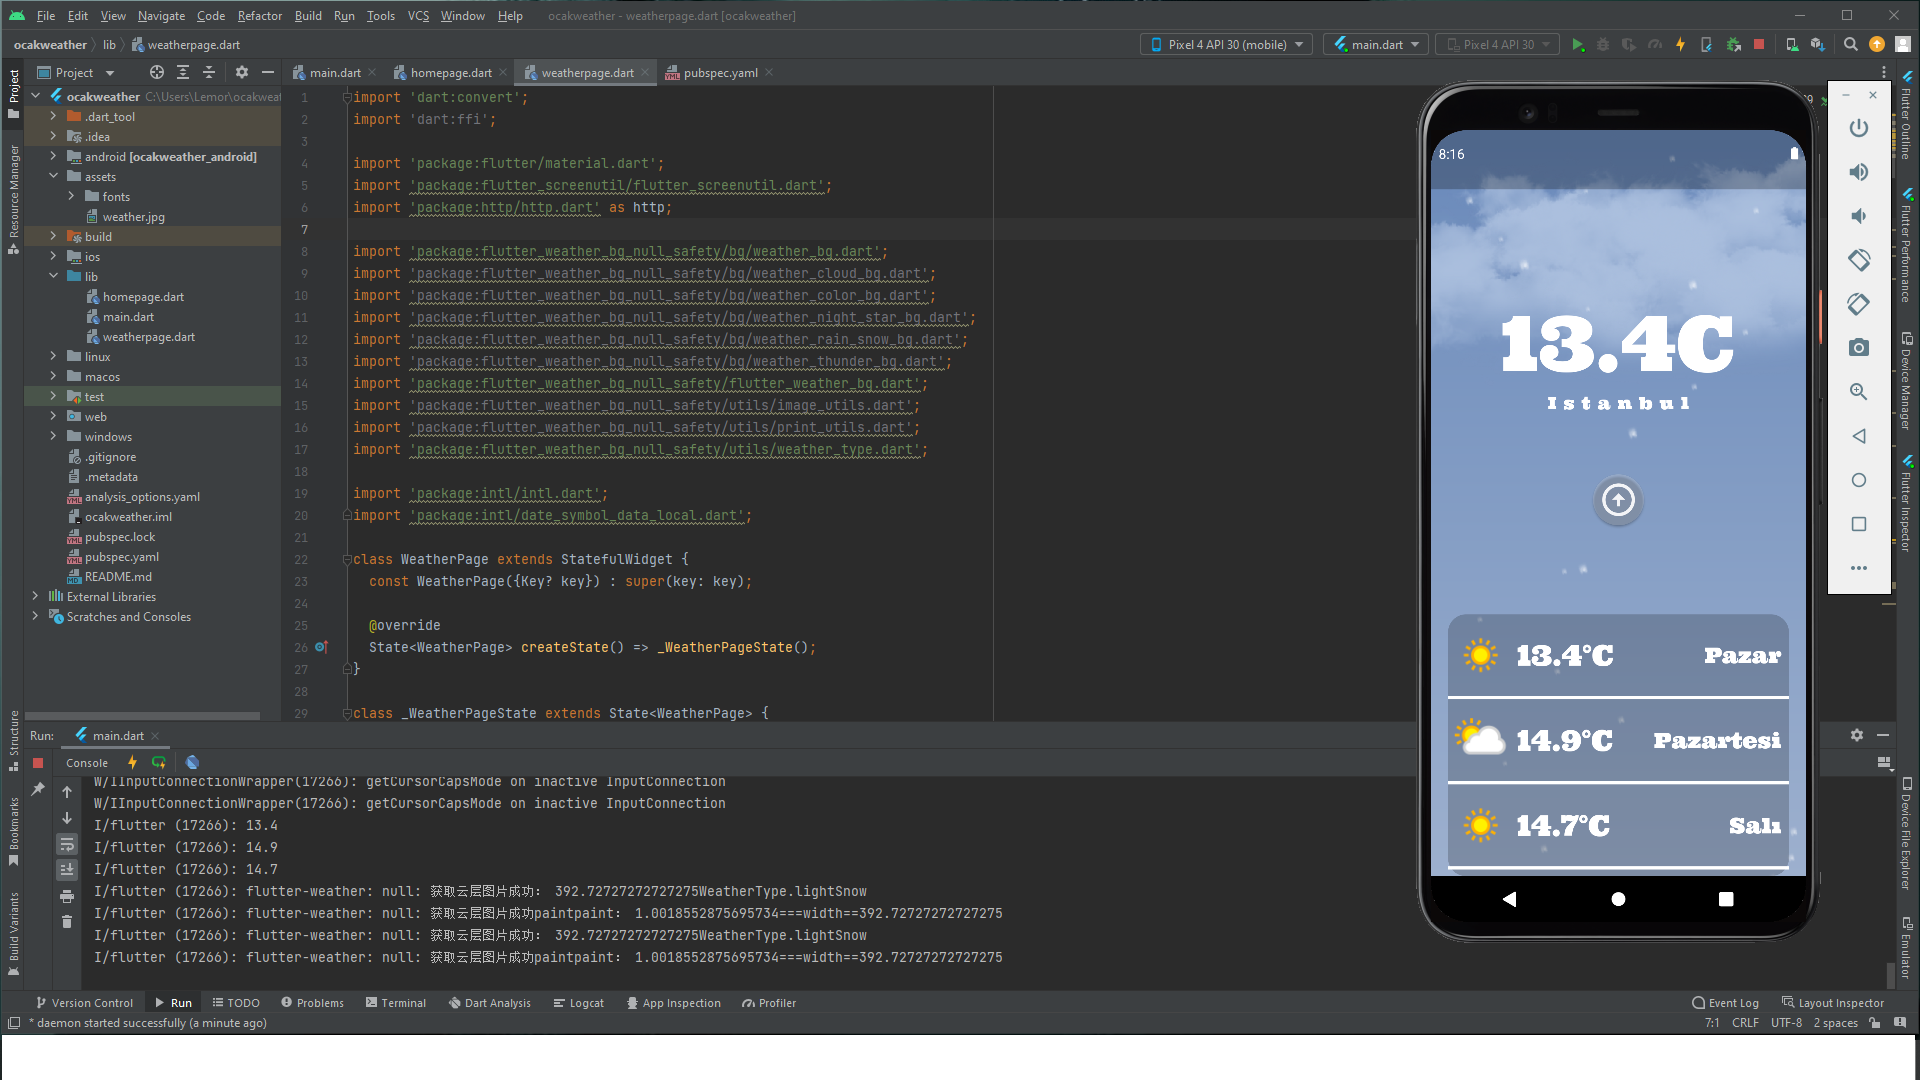 File Edit View Navigate Code Refactor Build Run Tools VCS Window Help ocakweather - weatherpage.dart [ocakweather]
ocakweather lib weatherpage.dart Pixel 4 API 30 (mobile) main.dart Pixel 4 API 30
Project main.dart homepage.dart weatherpage.dart pubspec.yaml
Project
Resource Manager
Structure
Bookmarks
Build Variants
ocakweather C:\Users\Lemor\ocakweat
.dart_tool
.idea
android [ocakweather_android]
assets
fonts
weather.jpg
build
ios
lib
homepage.dart
main.dart
weatherpage.dart
linux
macos
test
web
windows
.gitignore
.metadata
analysis_options.yaml
ocakweather.iml
pubspec.lock
pubspec.yaml
README.md
External Libraries
Scratches and Consoles
1 import 'dart:convert';
2 import 'dart:ffi';
3
4 import 'package:flutter/material.dart';
5 import 'package:flutter_screenutil/flutter_screenutil.dart';
6 import 'package:http/http.dart' as http;
7
8 import 'package:flutter_weather_bg_null_safety/bg/weather_bg.dart';
9 import 'package:flutter_weather_bg_null_safety/bg/weather_cloud_bg.dart';
10 import 'package:flutter_weather_bg_null_safety/bg/weather_color_bg.dart';
11 import 'package:flutter_weather_bg_null_safety/bg/weather_night_star_bg.dart';
12 import 'package:flutter_weather_bg_null_safety/bg/weather_rain_snow_bg.dart';
13 import 'package:flutter_weather_bg_null_safety/bg/weather_thunder_bg.dart';
14 import 'package:flutter_weather_bg_null_safety/flutter_weather_bg.dart';
15 import 'package:flutter_weather_bg_null_safety/utils/image_utils.dart';
16 import 'package:flutter_weather_bg_null_safety/utils/print_utils.dart';
17 import 'package:flutter_weather_bg_null_safety/utils/weather_type.dart';
18
19 import 'package:intl/intl.dart';
20 import 'package:intl/date_symbol_data_local.dart';
21
22 class WeatherPage extends StatefulWidget {
23 const WeatherPage({Key? key}) : super(key: key);
24
25 @override
26 State<WeatherPage> createState() => _WeatherPageState();
27 }
28
29 class _WeatherPageState extends State<WeatherPage> {
8:16
13.4C
Istanbul
13.4°C Pazar
14.9°C Pazartesi
14.7°C Salı
Flutter Outline
Flutter Performance
Device Manager
Flutter Inspector
Device File Explorer
Emulator
Run: main.dart
Console
W/IInputConnectionWrapper(17266): getCursorCapsMode on inactive InputConnection
W/IInputConnectionWrapper(17266): getCursorCapsMode on inactive InputConnection
I/flutter (17266): 13.4
I/flutter (17266): 14.9
I/flutter (17266): 14.7
I/flutter (17266): flutter-weather: null: 获取云层图片成功： 392.72727272727275WeatherType.lightSnow
I/flutter (17266): flutter-weather: null: 获取云层图片成功paintpaint： 1.0018552875695734===width==392.72727272727275
I/flutter (17266): flutter-weather: null: 获取云层图片成功： 392.72727272727275WeatherType.lightSnow
I/flutter (17266): flutter-weather: null: 获取云层图片成功paintpaint： 1.0018552875695734===width==392.72727272727275
Version Control Run TODO Problems Terminal Dart Analysis Logcat App Inspection Profiler Event Log Layout Inspector
* daemon started successfully (a minute ago) 7:1 CRLF UTF-8 2 spaces